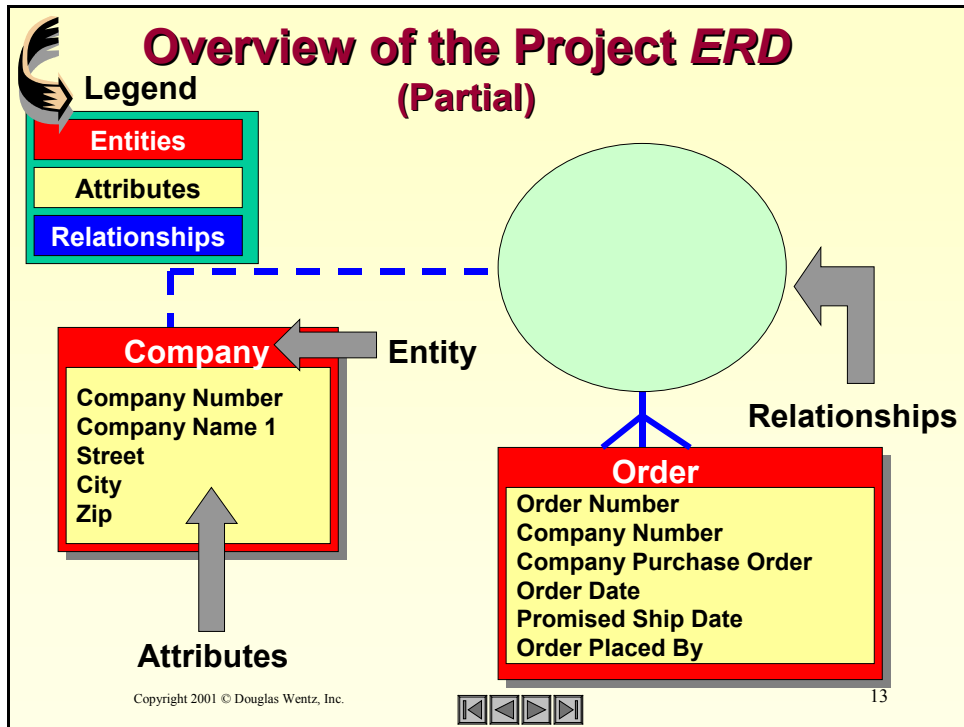 Overview of the Project ERD
(Partial)
Legend
Entities
Attributes
Relationships
Company
Company Number
Company Name 1
Street
City
Zip
Entity
Relationships
Order
Order Number
Company Number
Company Purchase Order
Order Date
Promised Ship Date
Order Placed By
Attributes
Copyright 2001 © Douglas Wentz, Inc.
13